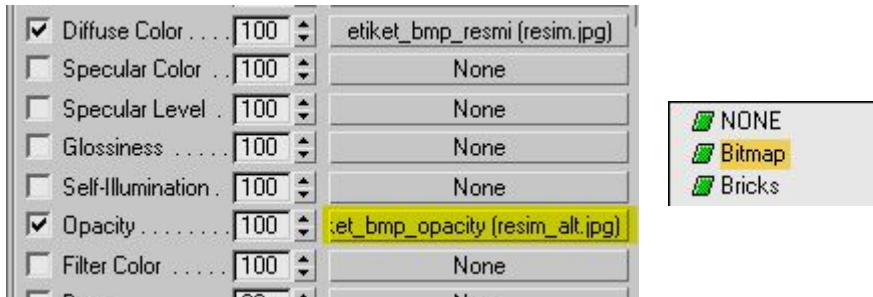 Diffuse Color . . . . 100 etiket_bmp_resmi (resim.jpg)
Specular Color . . 100 None
Specular Level . 100 None
Glossiness . . . . . 100 None
Self-Illumination . 100 None
Opacity . . . . . . . . 100 :et_bmp_opacity (resim_alt.jpg)
Filter Color . . . . . 100 None
NONE
Bitmap
Bricks